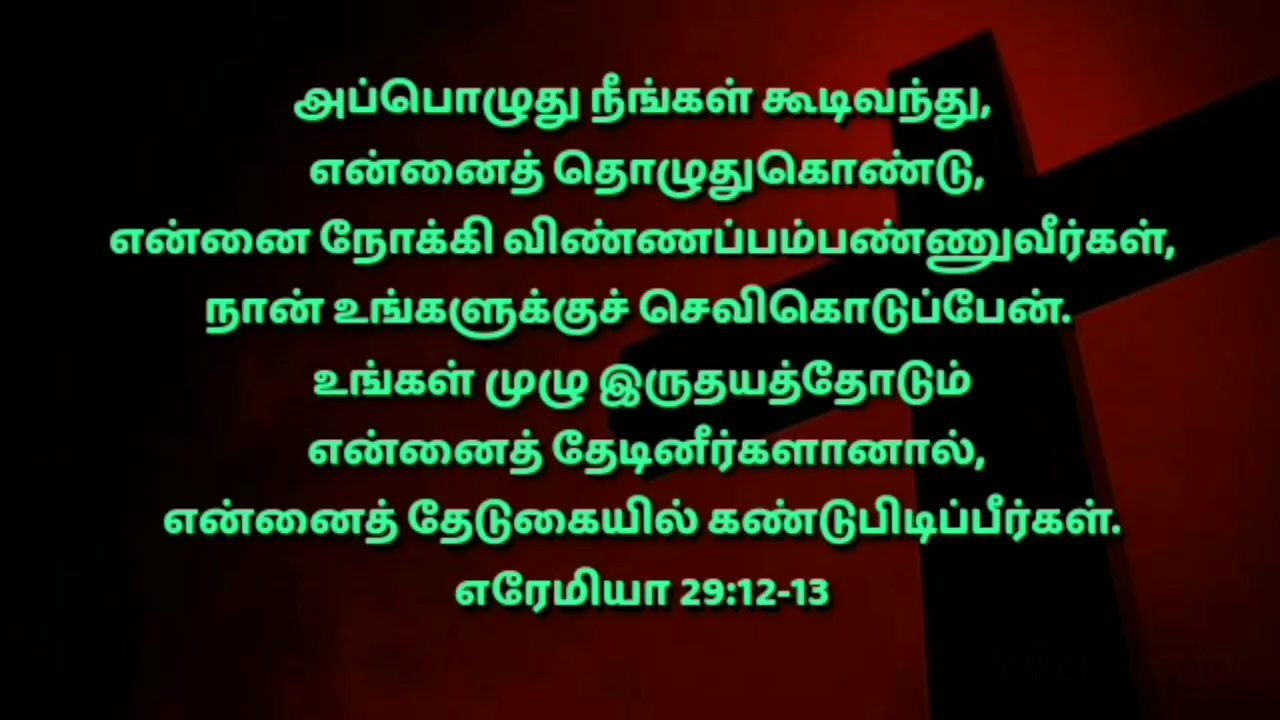 அப்பொழுது நீங்கள் கூடிவந்து,
என்னைத் தொழுதுகொண்டு,
என்னை நோக்கி விண்ணப்பம்பண்ணுவீர்கள்,
நான் உங்களுக்குச் செவிகொடுப்பேன்.
உங்கள் முழு இருதயத்தோடும்
என்னைத் தேடினீர்களானால்,
என்னைத் தேடுகையில் கண்டுபிடிப்பீர்கள்.
எரேமியா 29:12-13